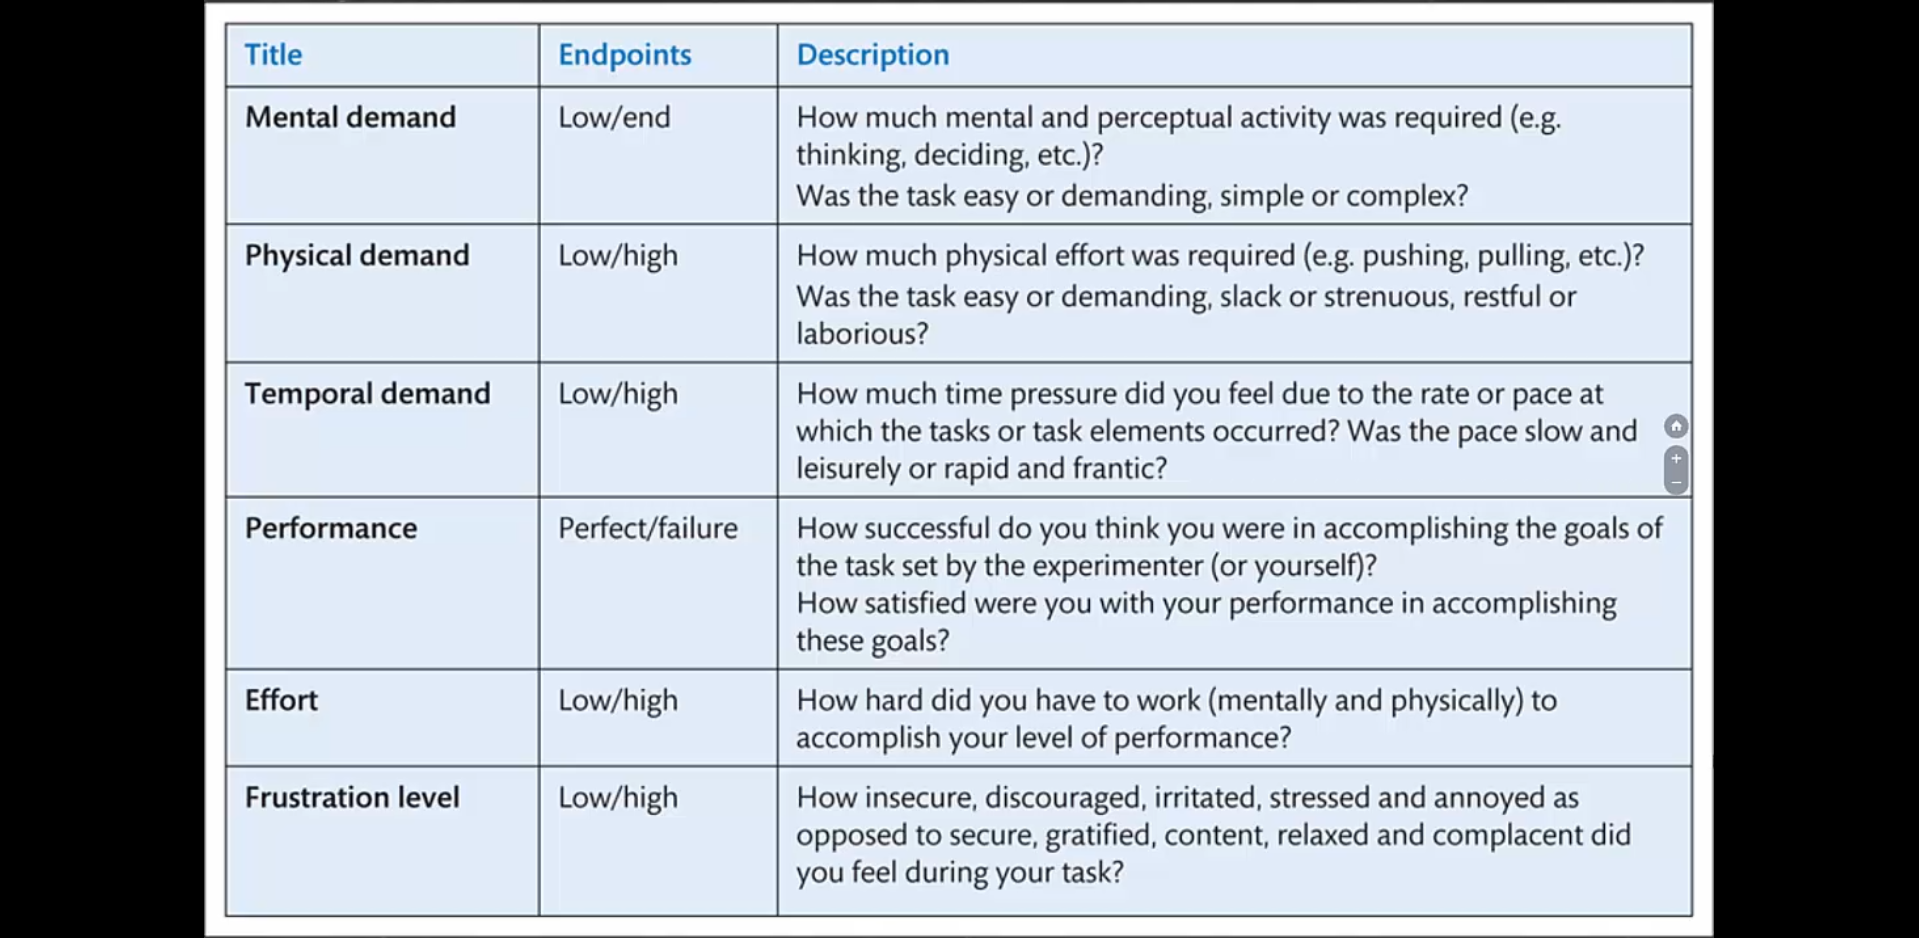 Title Endpoints Description
Mental demand Low/end How much mental and perceptual activity was required (e.g.
thinking, deciding, etc.)?
Was the task easy or demanding, simple or complex?
Physical demand Low/high How much physical effort was required (e.g. pushing, pulling, etc.)?
Was the task easy or demanding, slack or strenuous, restful or
laborious?
Temporal demand Low/high How much time pressure did you feel due to the rate or pace at
which the tasks or task elements occurred? Was the pace slow and
leisurely or rapid and frantic?
Performance Perfect/failure How successful do you think you were in accomplishing the goals of
the task set by the experimenter (or yourself)?
How satisfied were you with your performance in accomplishing
these goals?
Effort Low/high How hard did you have to work (mentally and physically) to
accomplish your level of performance?
Frustration level Low/high How insecure, discouraged, irritated, stressed and annoyed as
opposed to secure, gratified, content, relaxed and complacent did
you feel during your task?